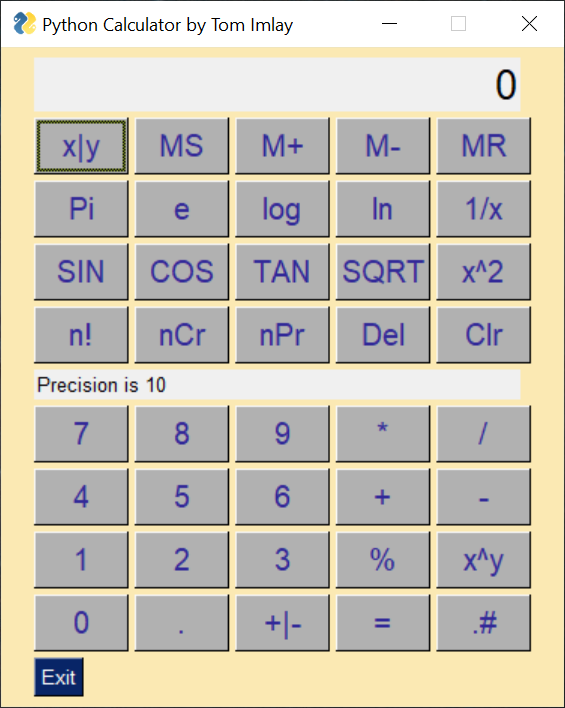 Python Calculator by Tom Imlay
0
x|y MS M+ M- MR
Pi e log ln 1/x
SIN COS TAN SQRT x^2
n! nCr nPr Del Clr
Precision is 10
7 8 9 * /
4 5 6 + -
1 2 3 % x^y
0 . +|- = .#
Exit